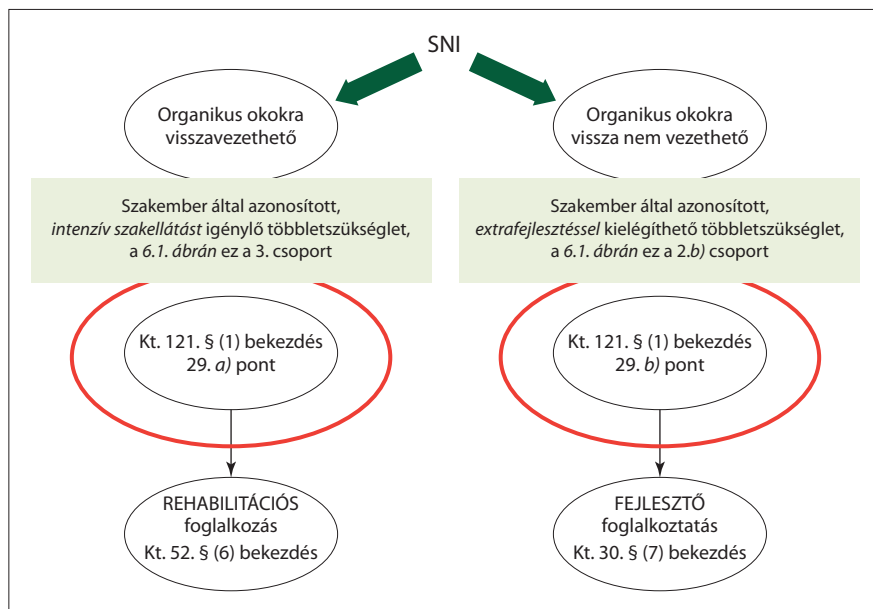 SNI
Organikus okokra
visszavezethető
Szakember által azonosított,
intenzív szakellátást igénylő többletszükséglet,
a 6.1. ábrán ez a 3. csoport
Kt. 121. § (1) bekezdés
29. a) pont
REHABILITÁCIÓS
foglalkozás
Kt. 52. § (6) bekezdés
Organikus okokra
vissza nem vezethető
Szakember által azonosított,
extrafejlesztéssel kielégíthető többletszükséglet,
a 6.1. ábrán ez a 2.b) csoport
Kt. 121. § (1) bekezdés
29. b) pont
FEJLESZTŐ
foglalkoztatás
Kt. 30. § (7) bekezdés